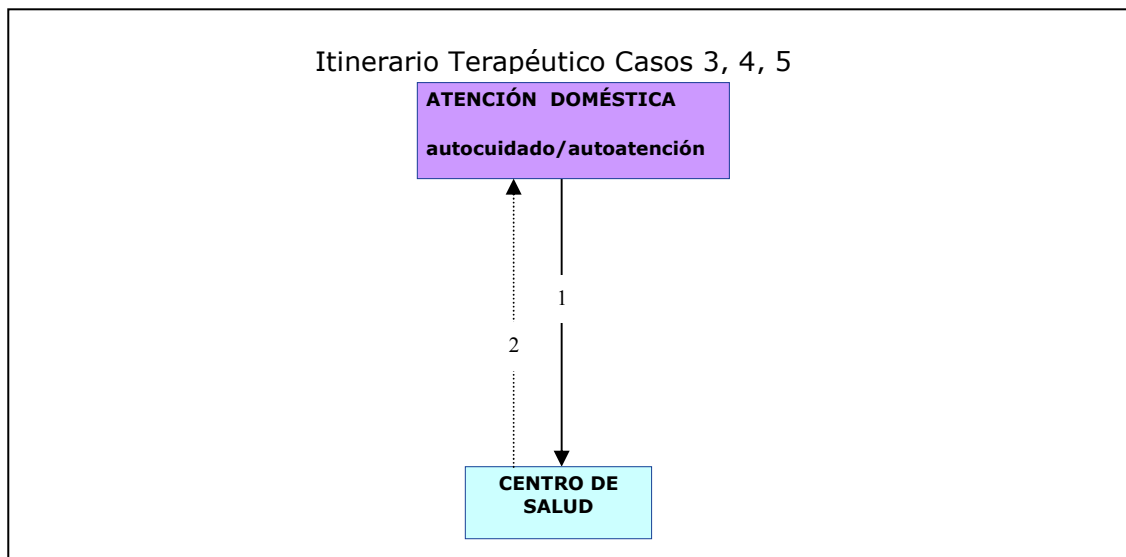 Itinerario Terapéutico Casos 3, 4, 5
ATENCIÓN DOMÉSTICA
autocuidado/autoatención
1
2
CENTRO DE
SALUD